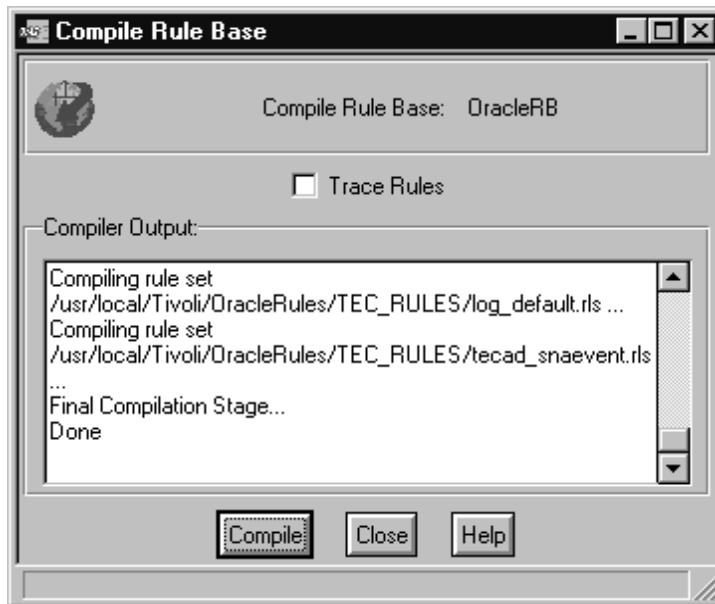 Compile Rule Base
Compile Rule Base: OracleRB
Trace Rules
Compiler Output:
Compiling rule set
/usr/local/Tivoli/OracleRules/TEC_RULES/log_default.rls ...
Compiling rule set
/usr/local/Tivoli/OracleRules/TEC_RULES/tecad_snaevent.rls
...
Final Compilation Stage...
Done
Compile Close Help